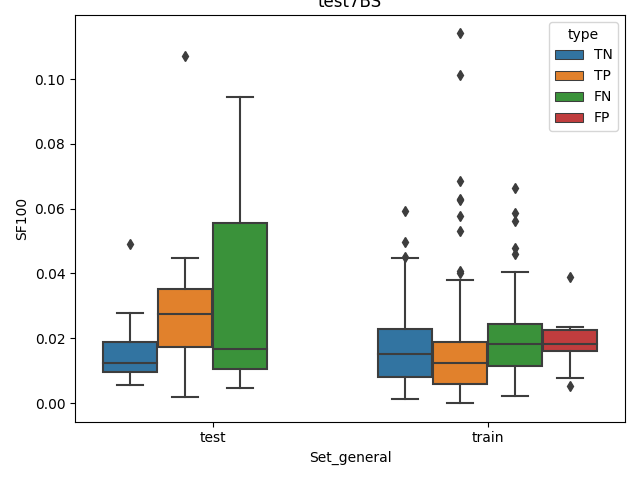 test7BS
type
TN
TP
FN
FP
0.10
0.08
0.06
0.04
0.02
0.00
SF100
test
train
Set_general